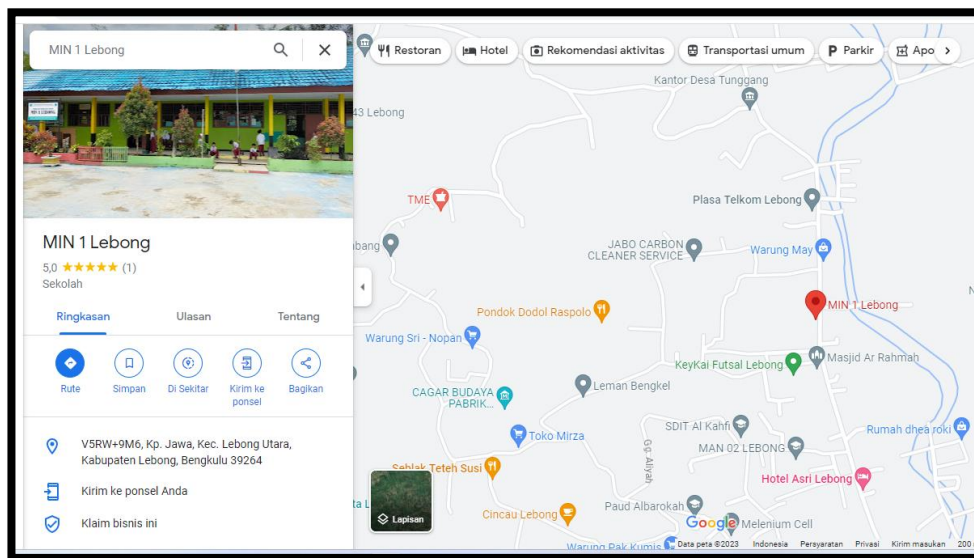 MIN 1 Lebong
MIN 1 Lebong
5,0 ★★★★★ (1)
Sekolah
Ringkasan
Ulasan
Tentang
Rute
Simpan
Di Sekitar
Kirim ke
ponsel
Bagikan
V5RW+9M6, Kp. Jawa, Kec. Lebong Utara,
Kabupaten Lebong, Bengkulu 39264
Kirim ke ponsel Anda
Klaim bisnis ini
Restoran
Hotel
Rekomendasi aktivitas
Transportasi umum
P Parkir
Apo
Kantor Desa Tunggang
43 Lebong
TME
Plasa Telkom Lebong
bang
JABO CARBON
CLEANER SERVICE
Warung May
MIN 1 Lebong
Pondok Dodol Raspolo
Warung Sri - Nopan
Masjid Ar Rahmah
KeyKai Futsal Lebong
Leman Bengkel
CAGAR BUDAYA
PABRIK...
SDIT Al Kahfi
Rumah dhea roki
Toko Mirza
MAN 02 LEBONG
Gg. Aliyah
Seblak Teteh Susi
Hotel Asri Lebong
Lapisan
Cincau Lebong
Paud Albarokah
Google
Melenium Cell
Warung Pak Kumis
Data peta ©2023
Indonesia
Persyaratan
Privasi
Kirim masukan
200